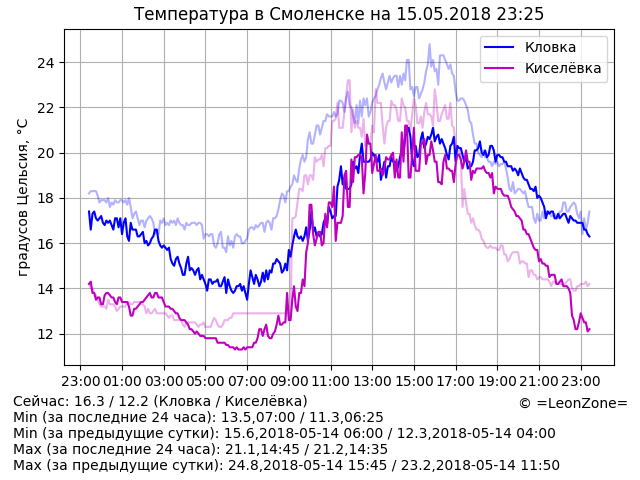 Температура в Смоленске на 15.05.2018 23:25
Кловка
Киселёвка
градусов Цельсия, °C
24
22
20
18
16
14
12
23:00 01:00 03:00 05:00 07:00 09:00 11:00 13:00 15:00 17:00 19:00 21:00 23:00
Сейчас: 16.3 / 12.2 (Кловка / Киселёвка)
© =LeonZone=
Min (за последние 24 часа): 13.5,07:00 / 11.3,06:25
Min (за предыдущие сутки): 15.6,2018-05-14 06:00 / 12.3,2018-05-14 04:00
Max (за последние 24 часа): 21.1,14:45 / 21.2,14:35
Max (за предыдущие сутки): 24.8,2018-05-14 15:45 / 23.2,2018-05-14 11:50